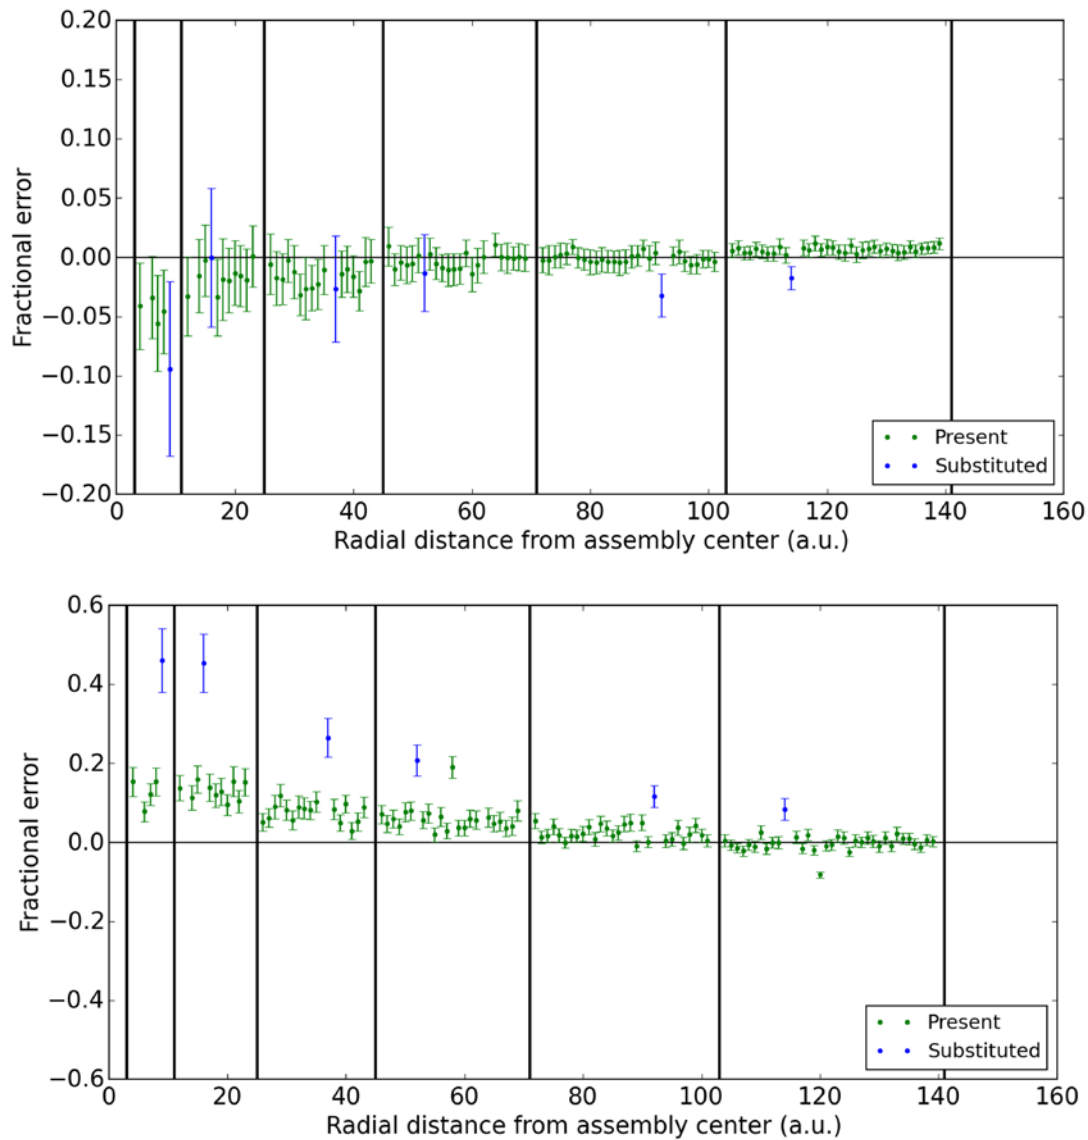 0.20
0.15
0.10
0.05
0.00
−0.05
−0.10
−0.15
−0.20
Fractional error
Present
Substituted
0 20 40 60 80 100 120 140 160
Radial distance from assembly center (a.u.)
0.6
0.4
0.2
0.0
−0.2
−0.4
−0.6
Fractional error
Present
Substituted
0 20 40 60 80 100 120 140 160
Radial distance from assembly center (a.u.)